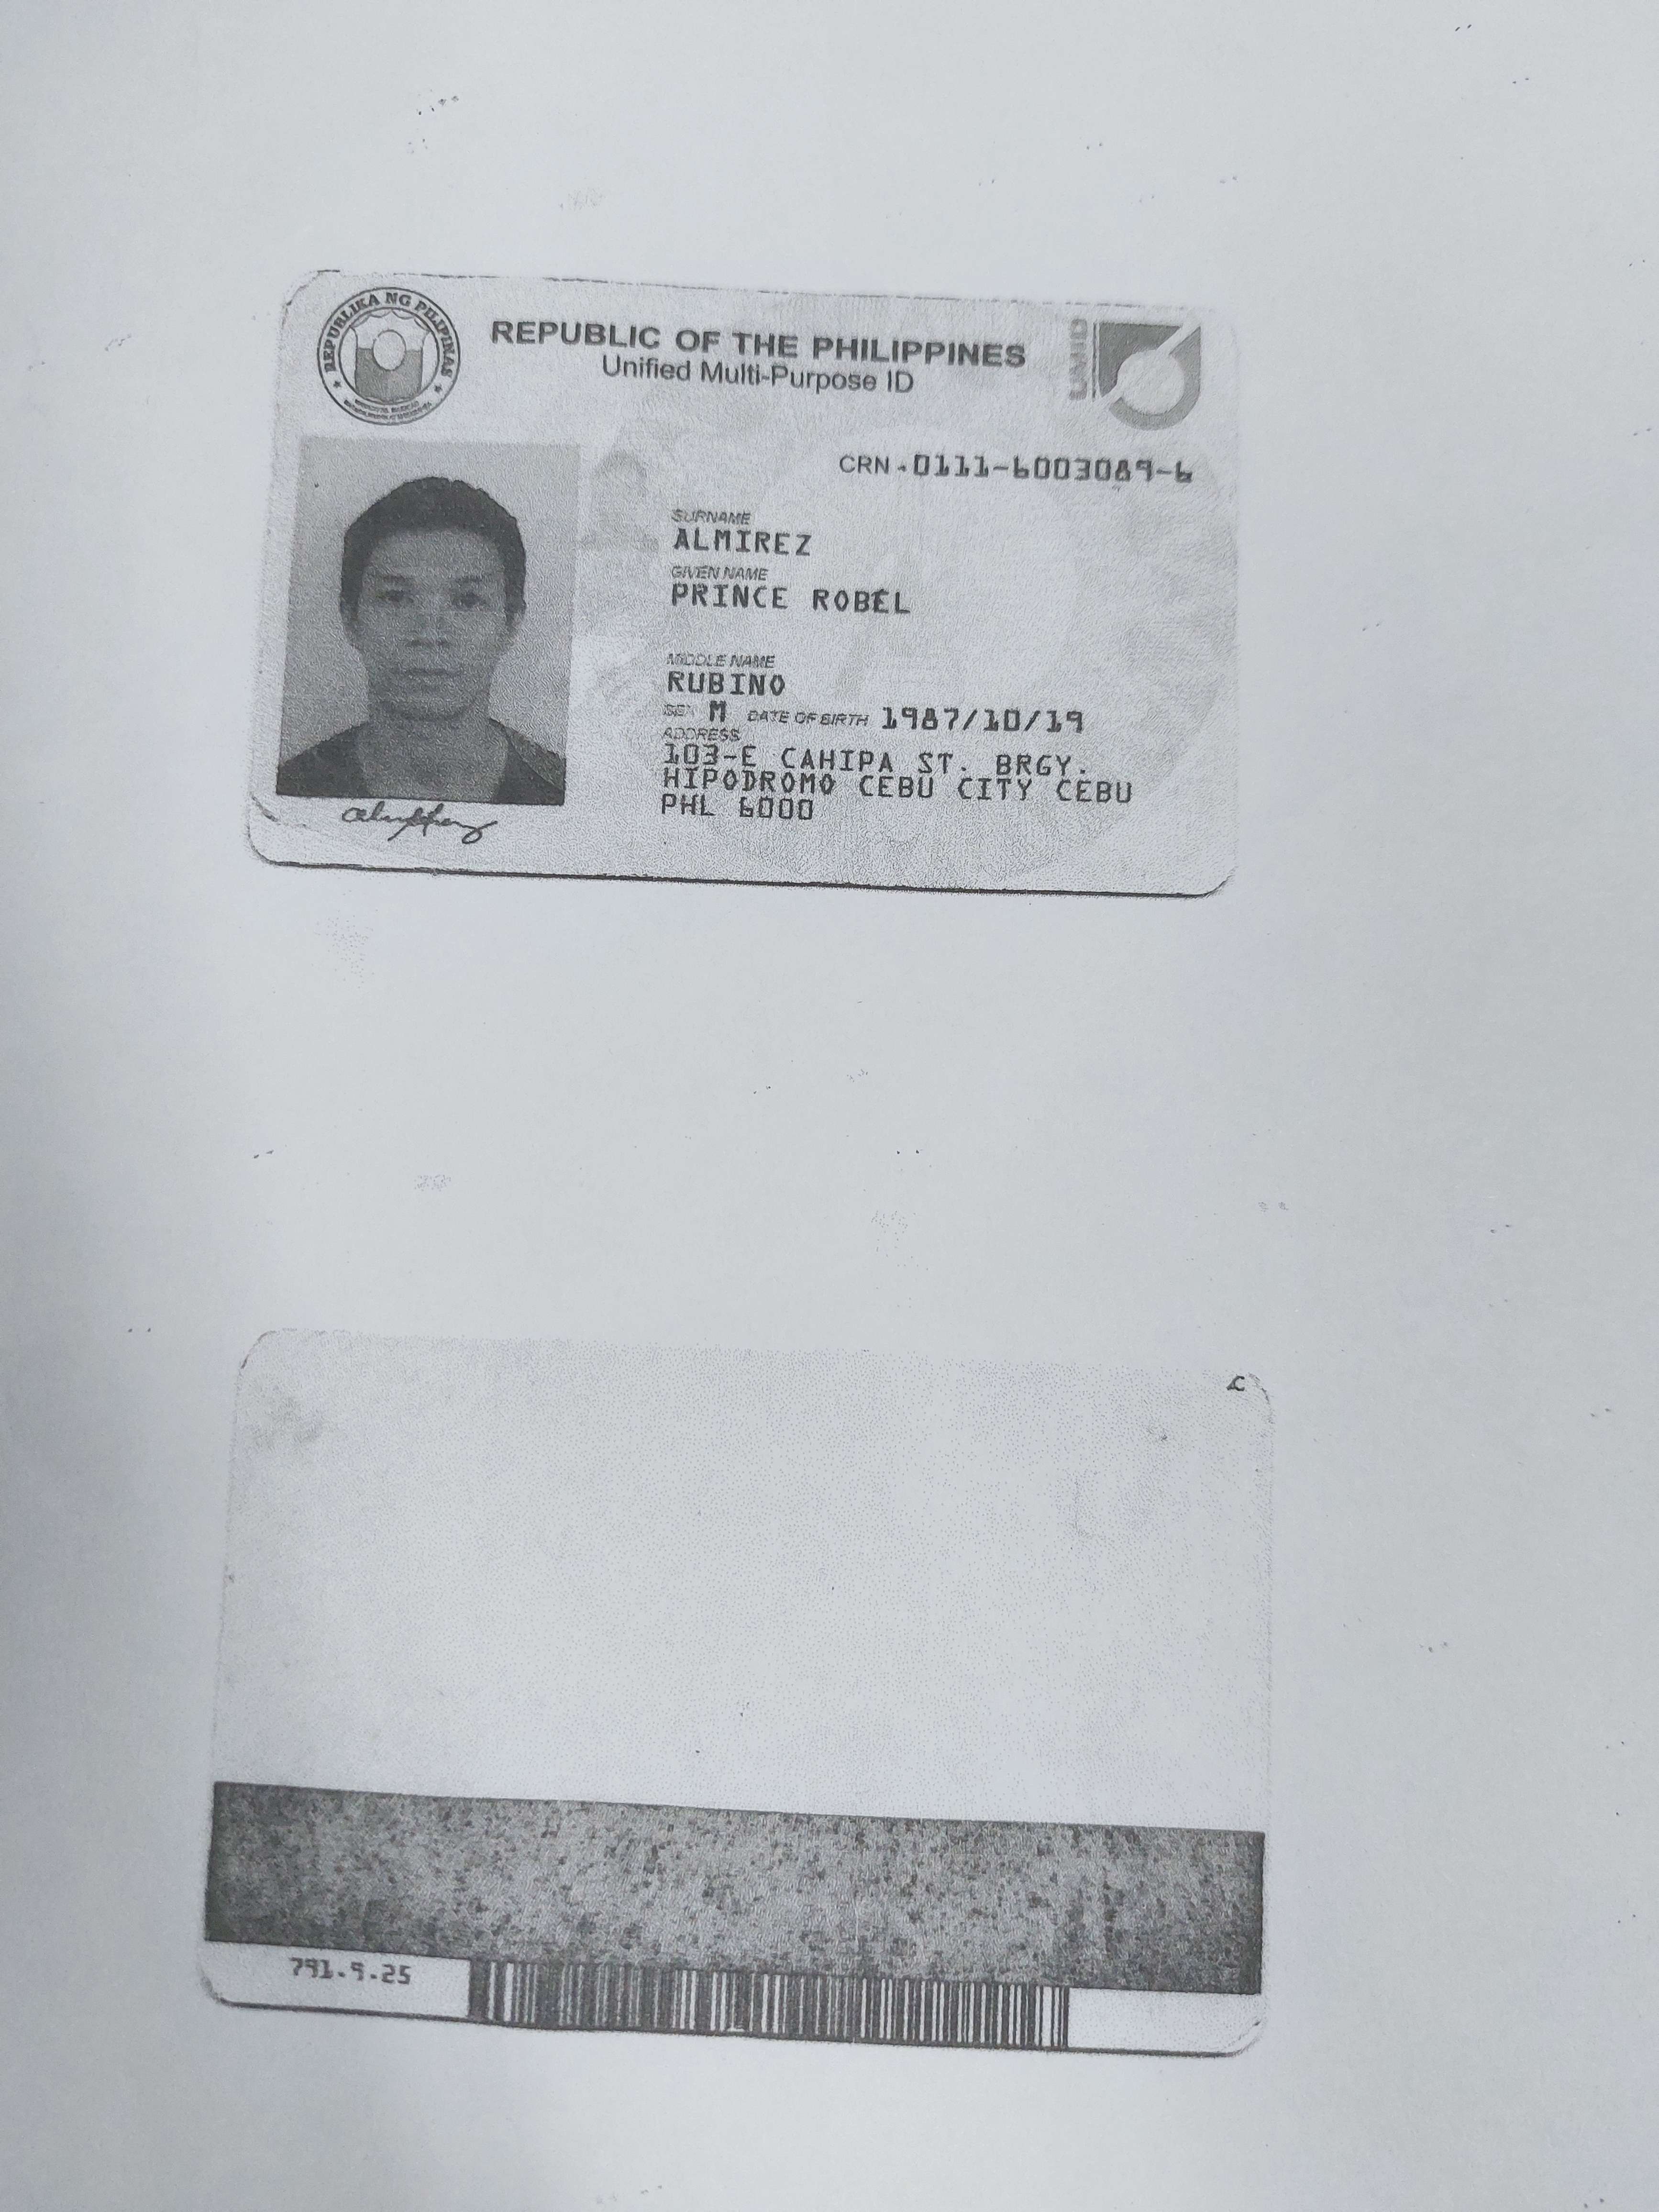 REPUBLIKA NG PILIPINAS
REPUBLIC OF THE PHILIPPINES
Unified Multi-Purpose ID
UMID
CRN - 0111-6003089-6
SURNAME
ALMIREZ
GIVEN NAME
PRINCE ROBEL
MIDDLE NAME
RUBINO
SEX M DATE OF BIRTH 1987/10/19
ADDRESS
103-E CAHIPA ST. BRGY.
HIPODROMO CEBU CITY CEBU
PHL 6000
791.9.25